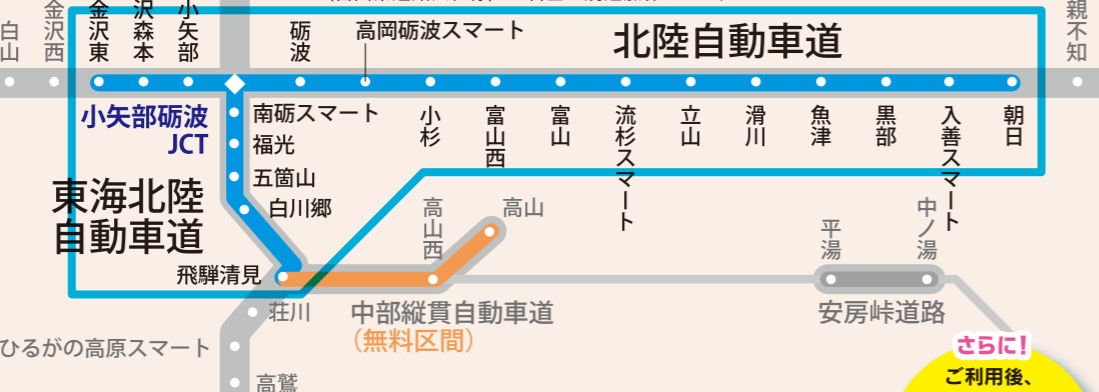 白山
金沢西
金沢東
金沢森本
小矢部
砺波
高岡砺波スマート
北陸自動車道
親不知
小矢部砺波
JCT
南砺スマート
福光
五箇山
白川郷
小杉
富山西
富山
流杉スマート
立山
滑川
魚津
黒部
入善スマート
朝日
東海北陸
自動車道
飛騨清見
高山西
高山
平湯
中ノ湯
荘川
中部縦貫自動車道
(無料区間)
安房峠道路
ひるがの高原スマート
高鷲
さらに!
ご利用後、